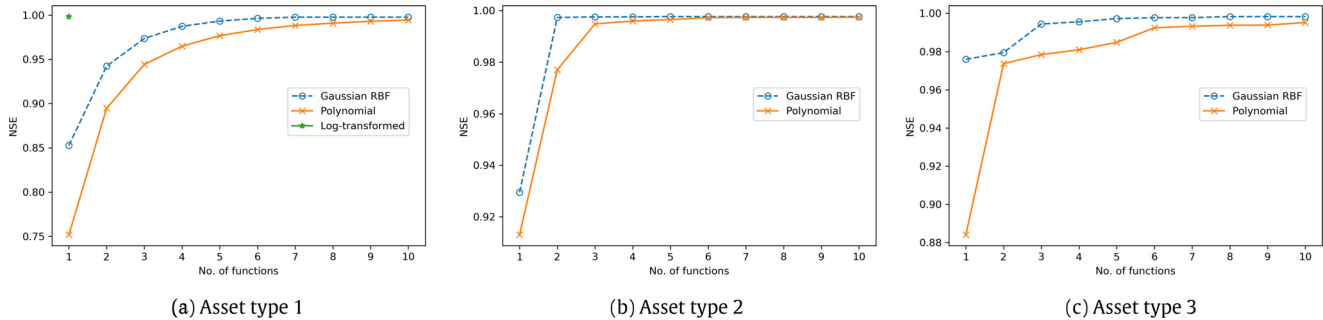 1.00
0.95
0.90
0.85
0.80
0.75
NSE
Gaussian RBF
Polynomial
Log-transformed
1 2 3 4 5 6 7 8 9 10
No. of functions
(a) Asset type 1
1.00
0.98
0.96
0.94
0.92
NSE
Gaussian RBF
Polynomial
1 2 3 4 5 6 7 8 9 10
No. of functions
(b) Asset type 2
1.00
0.98
0.96
0.94
0.92
0.90
0.88
NSE
Gaussian RBF
Polynomial
1 2 3 4 5 6 7 8 9 10
No. of functions
(c) Asset type 3